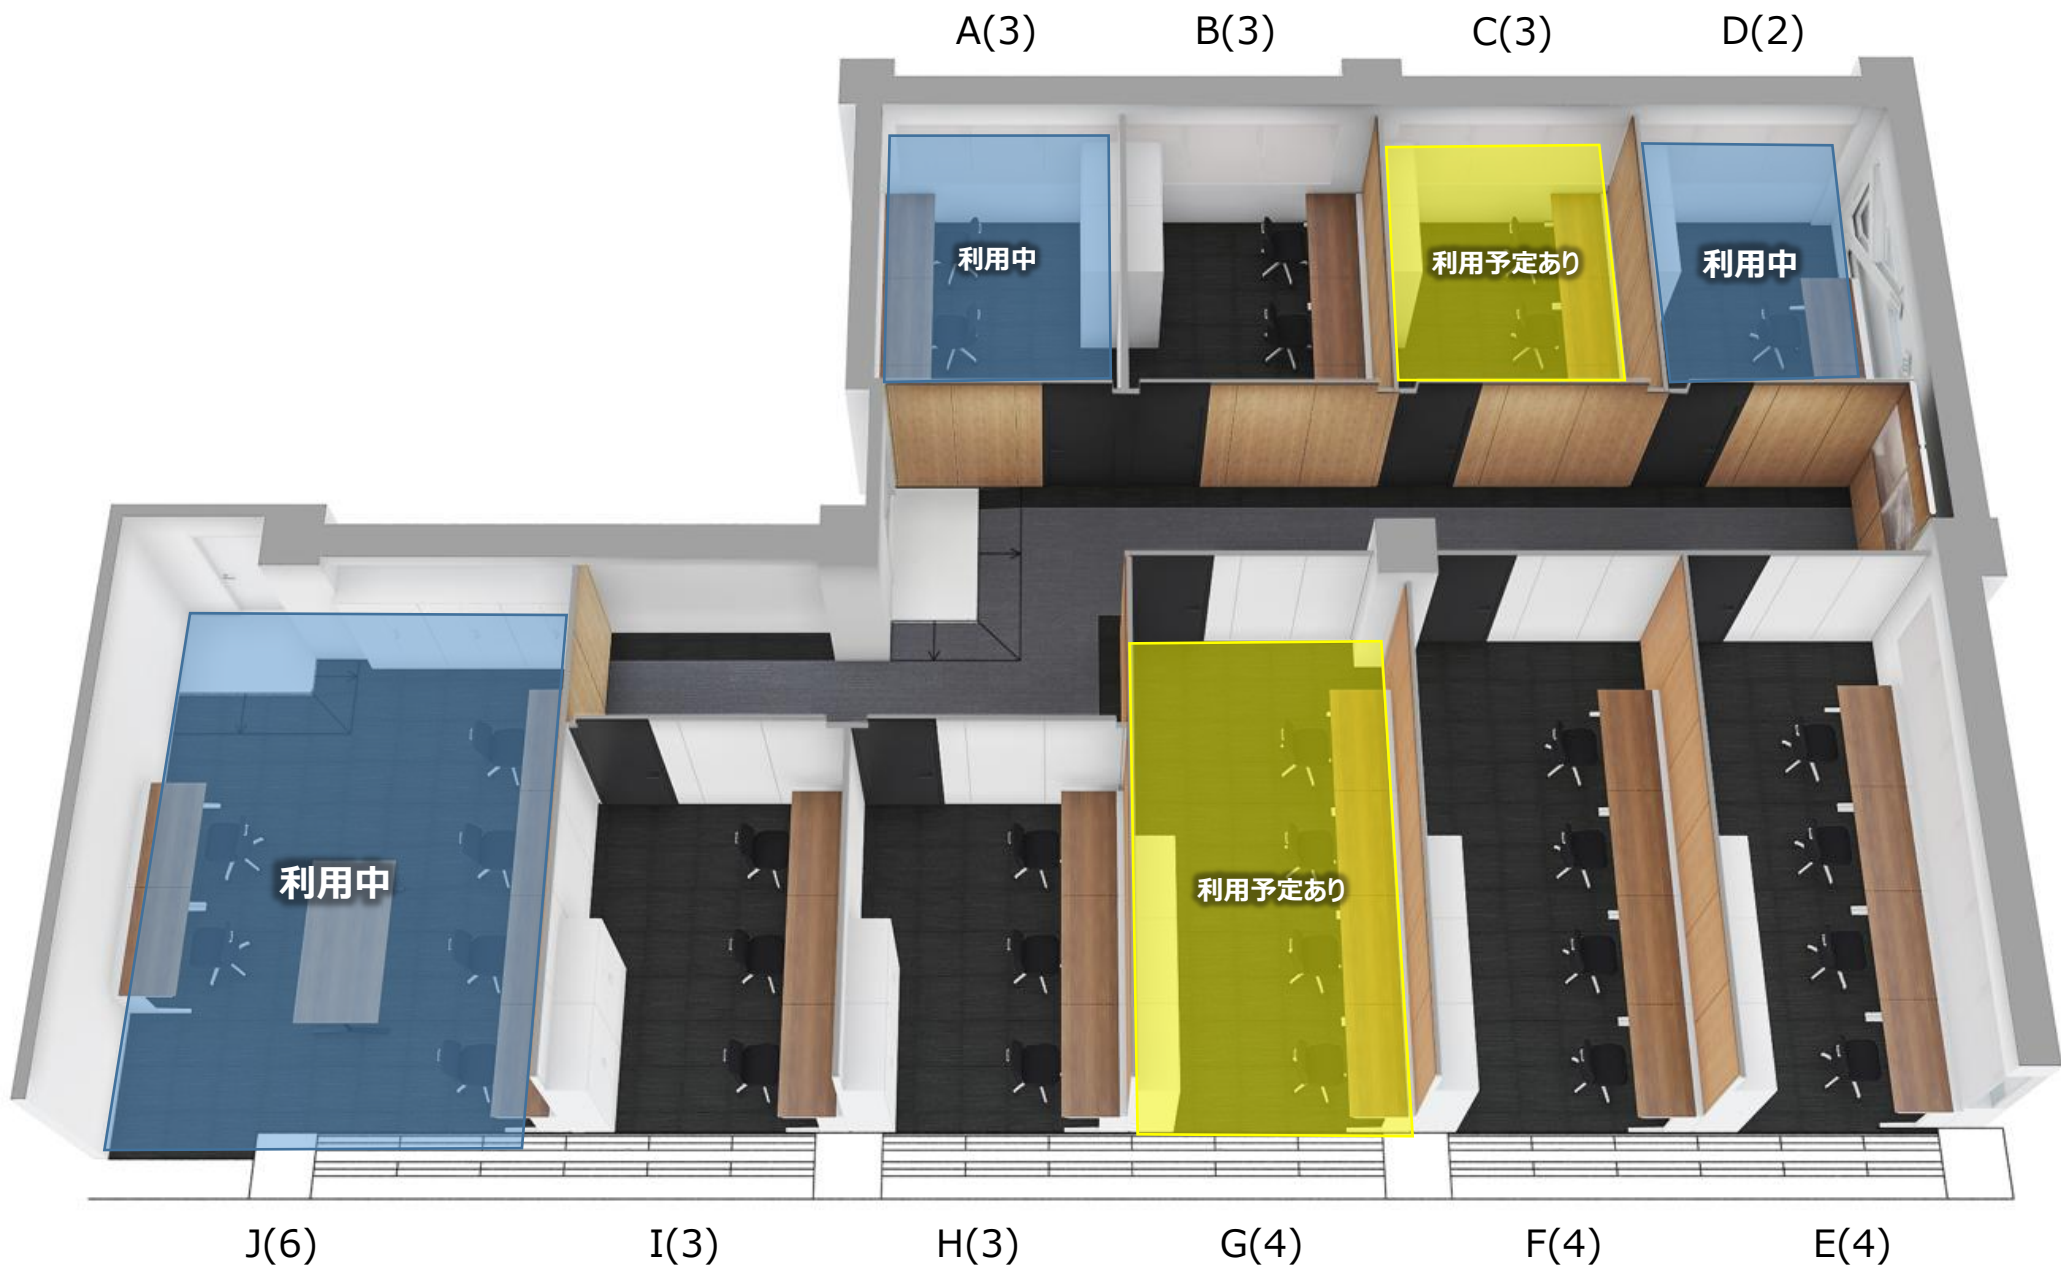 A(3)
B(3)
C(3)
D(2)
利用中
利用予定あり
利用中
利用中
利用予定あり
J(6)
I(3)
H(3)
G(4)
F(4)
E(4)